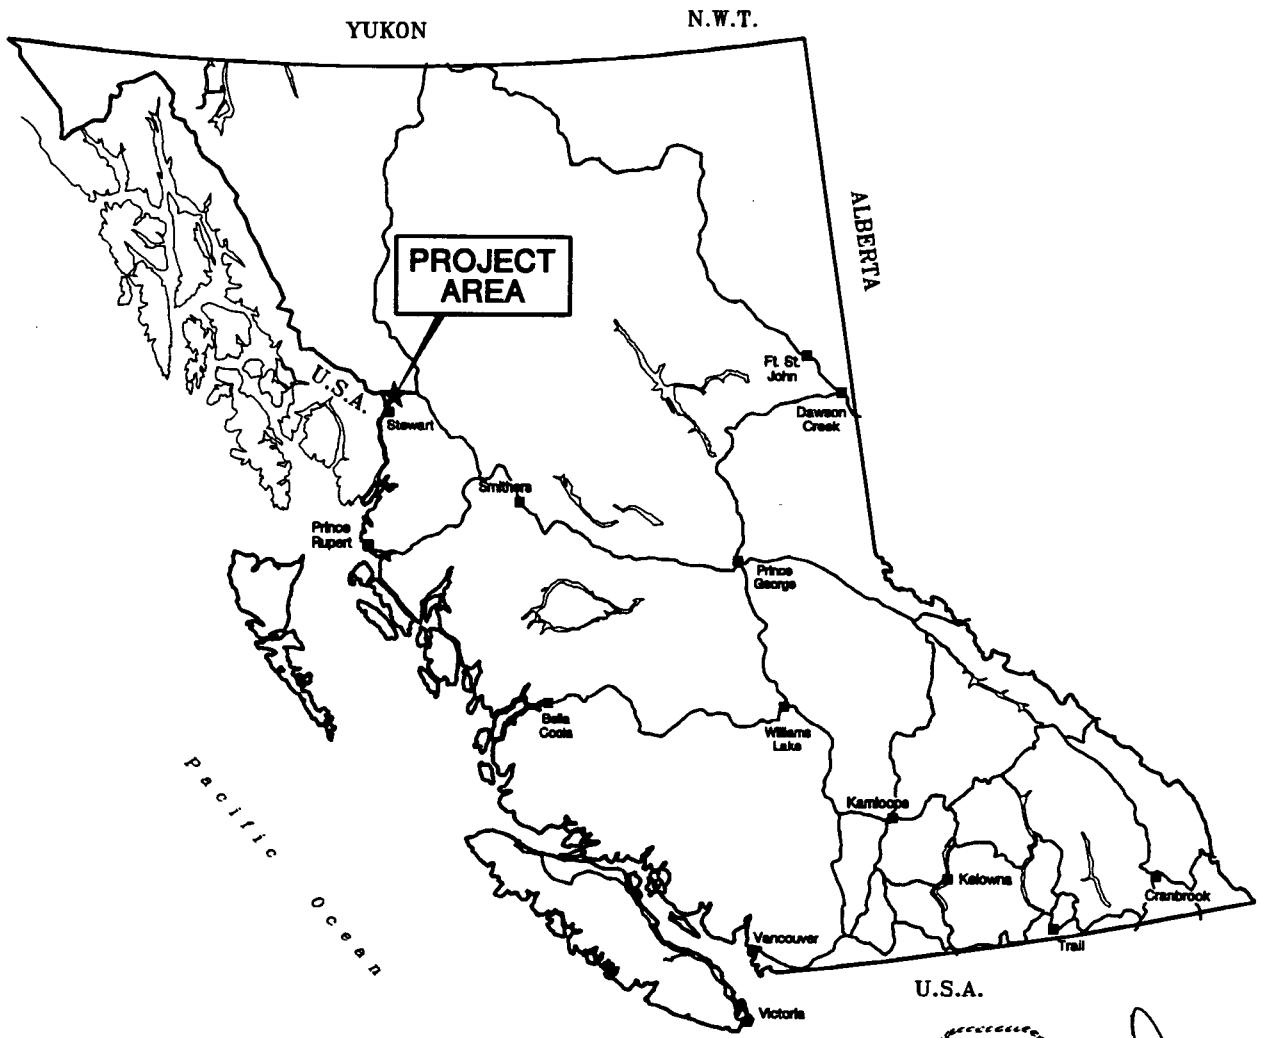 YUKON
N.W.T.
ALBERTA
PROJECT
AREA
U.S.A.
Stewart
Ft. St.
John
Dawson
Creek
Smithers
Prince
Rupert
Prince
George
Bella
Coola
Williams
Lake
Kamloops
Kelowna
Cranbrook
Trail
Vancouver
Victoria
Pacific Ocean
U.S.A.